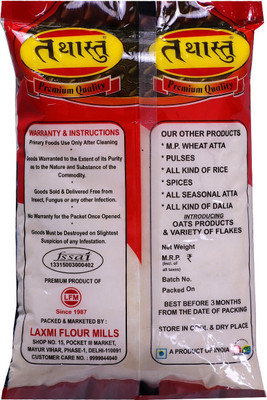 तथास्तु
Premium Quality
WARRANTY & INSTRUCTIONS
Primary Foods Use Only After Cleaning
Seeds Warranted to the Extent of Its Purity
is to the Nature and Substance of the
Commodity.
Goods Sold & Delivered Free from
Insect, Fungus or any other Infection.
No Warranty for the Packet Once Opened.
Goods Must be Destroyed on Slightest
Suspicion of any Infestation.
fssai
13315003000402
PREMIUM PRODUCT OF
LFM
Since 1987
PACKED & MARKETED BY :
LAXMI FLOUR MILLS
SHOP NO. 15, POCKET III MARKET,
MAYUR VIHAR, PHASE-1, DELHI-110091
CUSTOMER CARE NO. : 9999044040
तथास्तु
Premium Quality
OUR OTHER PRODUCTS
* M.P. WHEAT ATTA
* PULSES
* ALL KIND OF RICE
* SPICES
* ALL SEASONAL ATTA
* ALL KIND OF DALIA
INTRODUCING
OATS PRODUCTS
& VARIETY OF FLAKES
Net Weight
M.R.P. ₹
(Incl. of
all taxes)
Batch No.
Packed On
BEST BEFORE 3 MONTHS
FROM THE DATE OF PACKING
STORE IN COOL & DRY PLACE
A PRODUCT OF INDIA